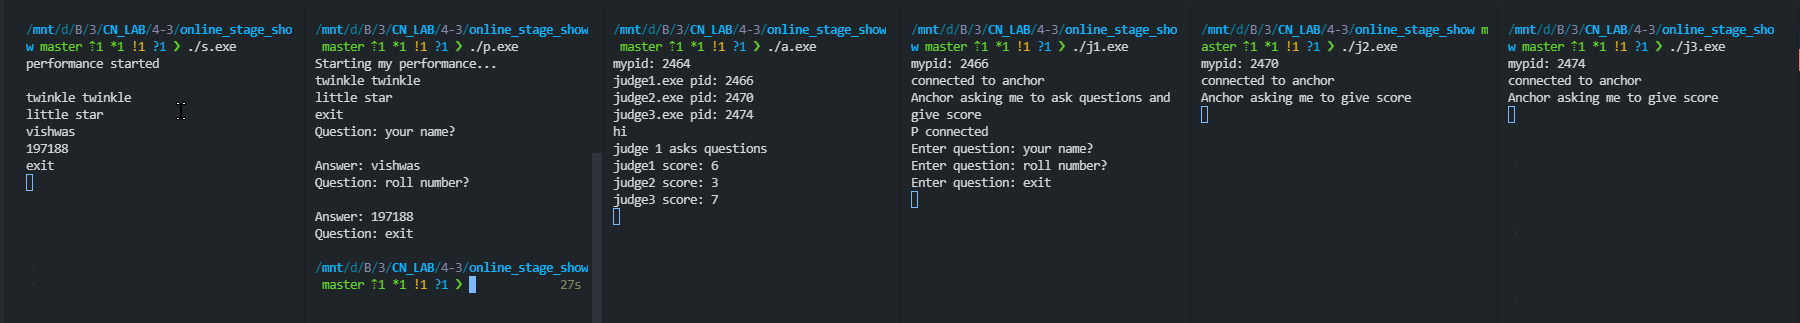 /mnt/d/B/3/CN_LAB/4-3/online_stage_sho
w master ⇡1 *1 !1 ?1 ❯ ./s.exe
performance started
twinkle twinkle
little star
vishwas
197188
exit
/mnt/d/B/3/CN_LAB/4-3/online_stage_show
master ⇡1 *1 !1 ?1 ❯ ./p.exe
Starting my performance...
twinkle twinkle
little star
exit
Question: your name?
Answer: vishwas
Question: roll number?
Answer: 197188
Question: exit
/mnt/d/B/3/CN_LAB/4-3/online_stage_show
master ⇡1 *1 !1 ?1 ❯ 27s
/mnt/d/B/3/CN_LAB/4-3/online_stage_show
master ⇡1 *1 !1 ?1 ❯ ./a.exe
mypid: 2464
judge1.exe pid: 2466
judge2.exe pid: 2470
judge3.exe pid: 2474
hi
judge 1 asks questions
judge1 score: 6
judge2 score: 3
judge3 score: 7
/mnt/d/B/3/CN_LAB/4-3/online_stage_sho
w master ⇡1 *1 !1 ?1 ❯ ./j1.exe
mypid: 2466
connected to anchor
Anchor asking me to ask questions and
give score
P connected
Enter question: your name?
Enter question: roll number?
Enter question: exit
/mnt/d/B/3/CN_LAB/4-3/online_stage_show m
aster ⇡1 *1 !1 ?1 ❯ ./j2.exe
mypid: 2470
connected to anchor
Anchor asking me to give score
/mnt/d/B/3/CN_LAB/4-3/online_stage_sho
w master ⇡1 *1 !1 ?1 ❯ ./j3.exe
mypid: 2474
connected to anchor
Anchor asking me to give score